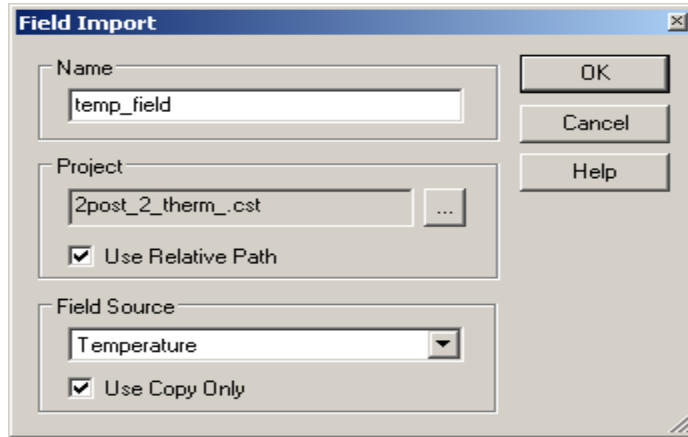 Field Import
Name
temp_field
OK
Cancel
Help
Project
2post_2_therm_.cst
...
Use Relative Path
Field Source
Temperature
Use Copy Only